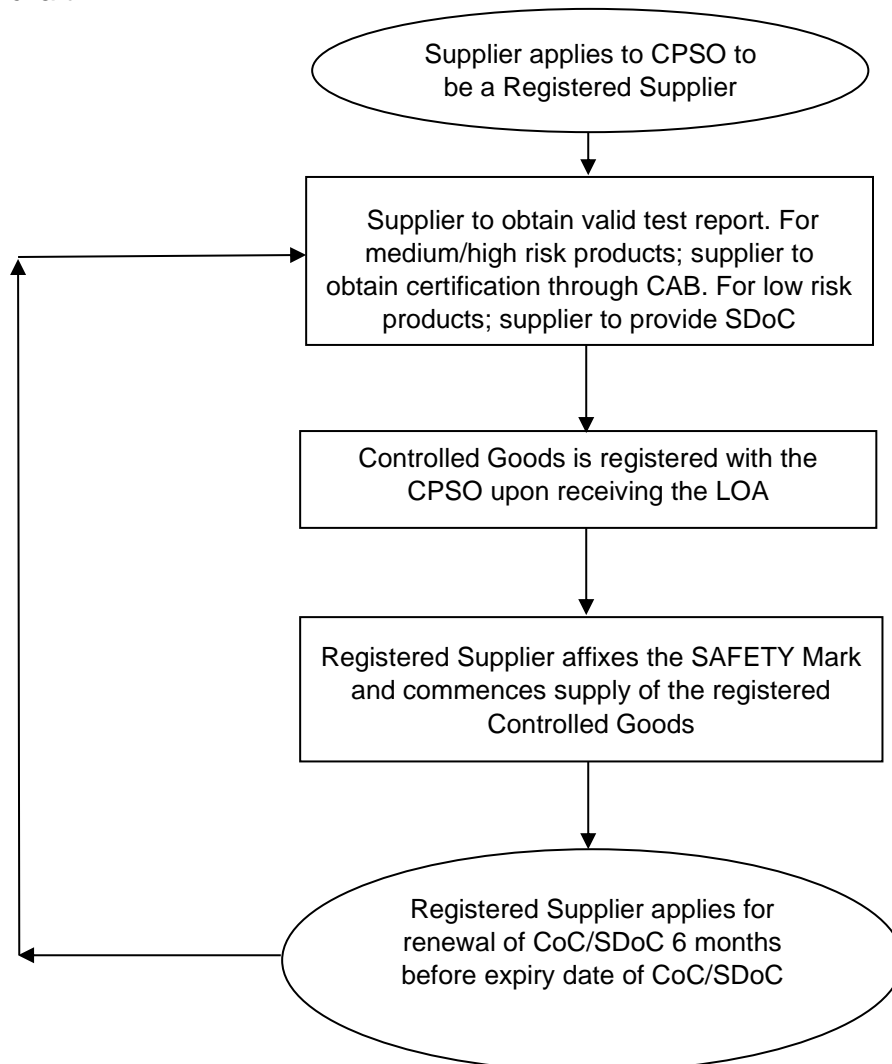 Supplier applies to CPSO to
be a Registered Supplier
Supplier to obtain valid test report. For
medium/high risk products; supplier to
obtain certification through CAB. For low risk
products; supplier to provide SDoC
Controlled Goods is registered with the
CPSO upon receiving the LOA
Registered Supplier affixes the SAFETY Mark
and commences supply of the registered
Controlled Goods
Registered Supplier applies for
renewal of CoC/SDoC 6 months
before expiry date of CoC/SDoC